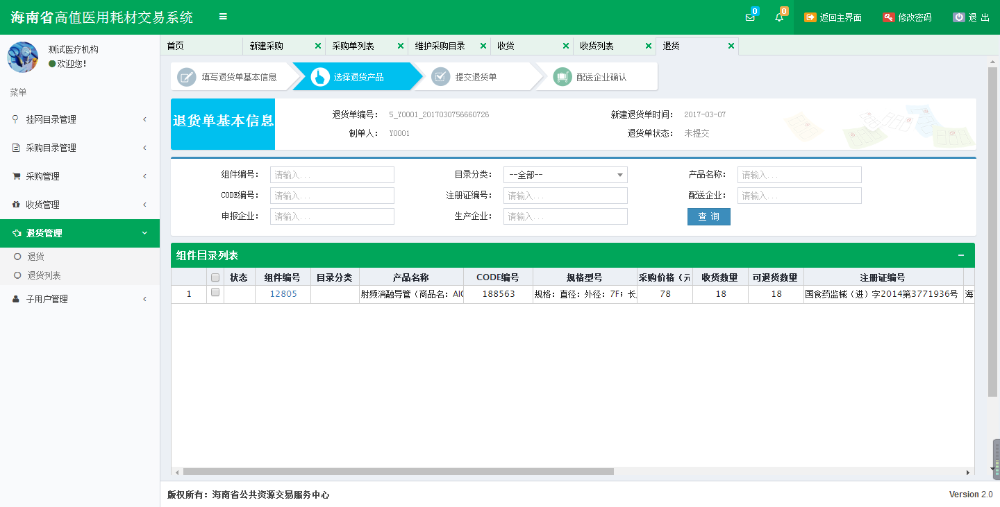 海南省高值医用耗材交易系统
0
0
返回主界面
修改密码
退 出
测试医疗机构
欢迎您！
菜单
挂网目录管理
采购目录管理
采购管理
收货管理
退货管理
退货
退货列表
子用户管理
首页
新建采购
采购单列表
维护采购目录
收货
收货列表
退货
填写退货单基本信息
选择退货产品
提交退货单
配送企业确认
退货单基本信息
退货单编号： 5_Y0001_2017030756660726
新建退货单时间： 2017-03-07
制单人： Y0001
退货单状态： 未提交
组件编号： 请输入...
目录分类： --全部--
产品名称： 请输入...
CODE编号： 请输入...
注册证编号： 请输入...
配送企业： 请输入...
申报企业： 请输入...
生产企业： 请输入...
查 询
组件目录列表
状态 组件编号 目录分类 产品名称 CODE编号 规格型号 采购价格（元 收货数量 可退货数量 注册证编号
1 12805 射频消融导管（商品名：AIG 188563 规格：直径：外径：7F；长 78 18 18 国食药监械（进）字2014第3771936号 海
版权所有：海南省公共资源交易服务中心
Version 2.0